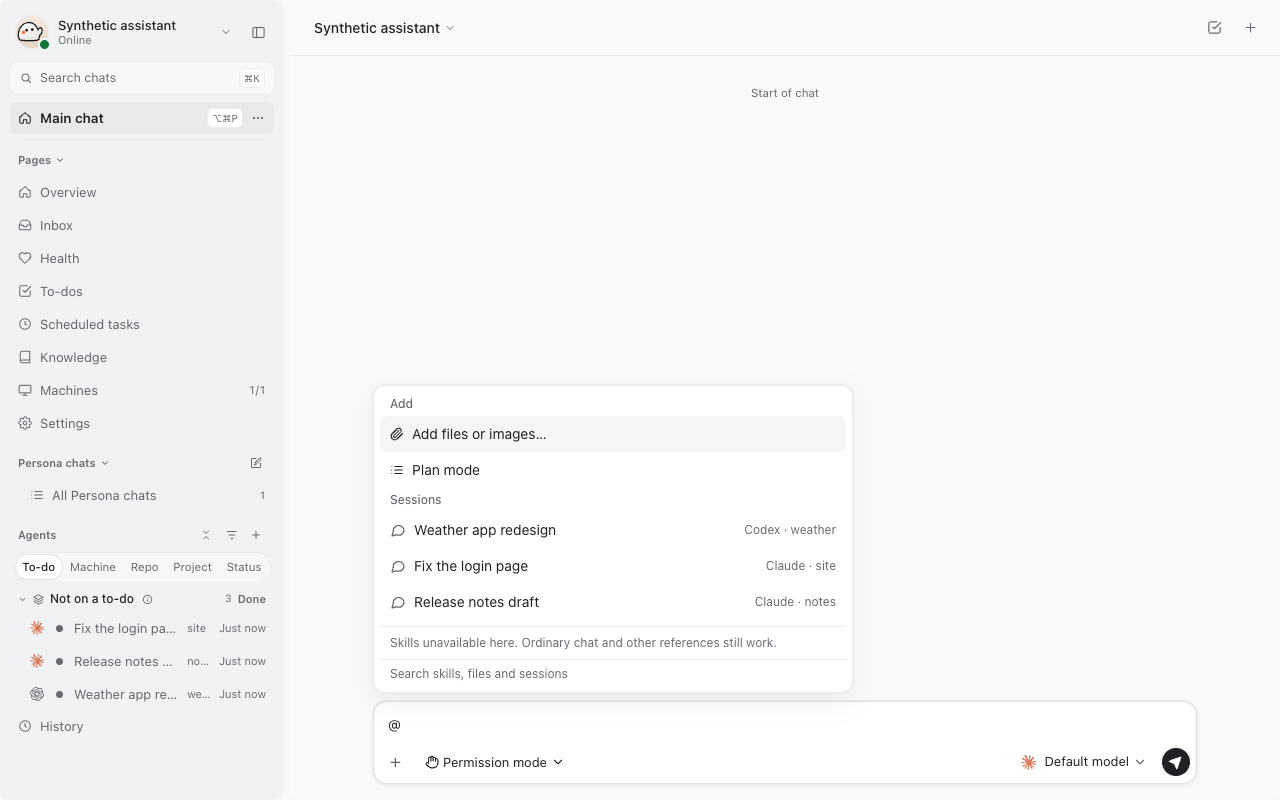 Synthetic assistant
Online
Search chats ⌘K
Main chat ⌥⌘P
Pages
Overview
Inbox
Health
To-dos
Scheduled tasks
Knowledge
Machines 1/1
Settings
Persona chats
All Persona chats 1
Agents
To-do Machine Repo Project Status
Not on a to-do 3 Done
Fix the login pa... site Just now
Release notes ... no... Just now
Weather app re... we... Just now
History
Synthetic assistant
Start of chat
Add
Add files or images...
Plan mode
Sessions
Weather app redesign Codex · weather
Fix the login page Claude · site
Release notes draft Claude · notes
Skills unavailable here. Ordinary chat and other references still work.
Search skills, files and sessions
@
Permission mode Default model